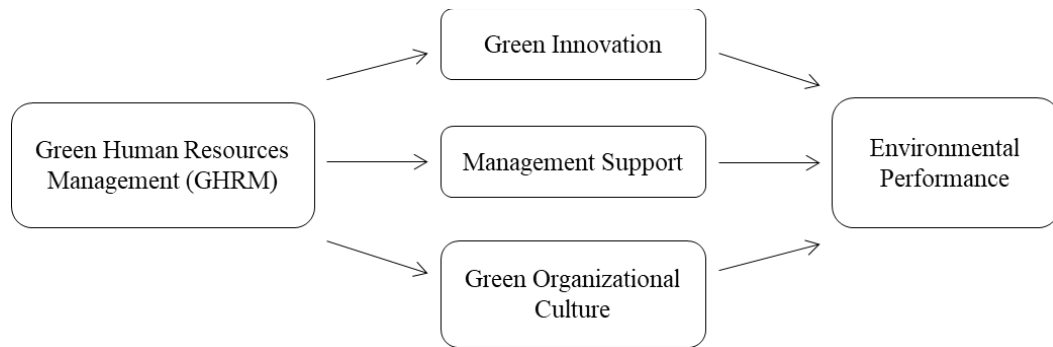 Green Innovation
Green Human Resources
Management (GHRM)
Management Support
Environmental
Performance
Green Organizational
Culture